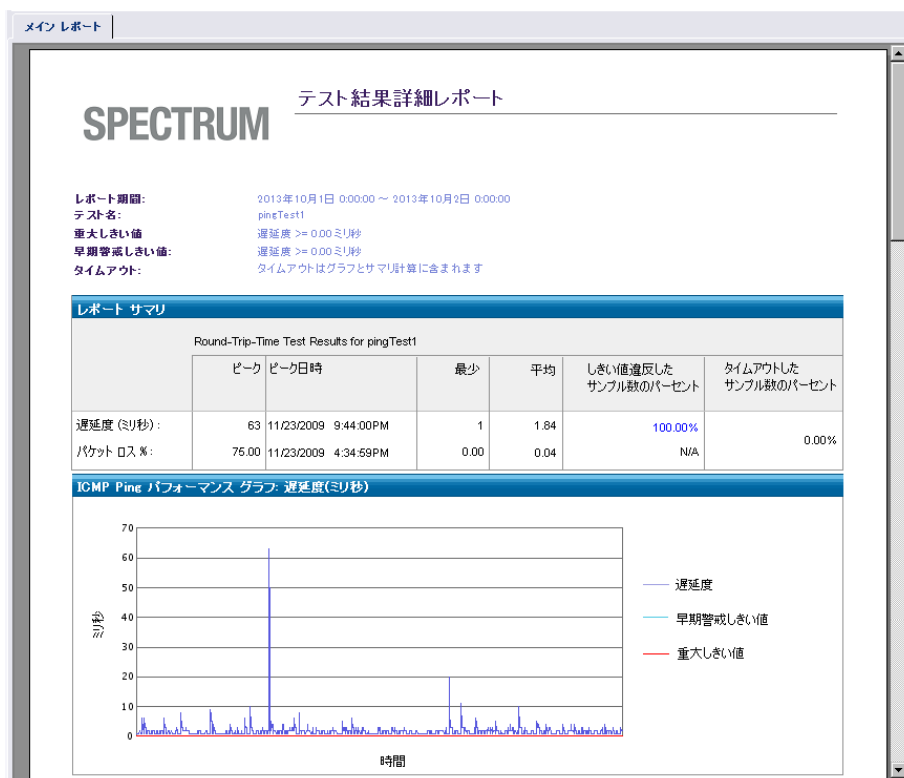 メイン レポート
SPECTRUM
テスト結果詳細レポート
レポート期間: 2013年10月1日 0:00:00 ~ 2013年10月2日 0:00:00
テスト名: pingTest1
重大しきい値 遅延度 >= 0.00 ミリ秒
早期警戒しきい値: 遅延度 >= 0.00 ミリ秒
タイムアウト: タイムアウトはグラフとサマリ計算に含まれます
レポート サマリ
Round-Trip-Time Test Results for pingTest1
ピーク ピーク日時 最少 平均 しきい値違反した サンプル数のパーセント タイムアウトした サンプル数のパーセント
遅延度 (ミリ秒) : 63 11/23/2009 9:44:00PM 1 1.84 100.00%
0.00%
パケット ロス % : 75.00 11/23/2009 4:34:59PM 0.00 0.04 N/A
ICMP Ping パフォーマンス グラフ: 遅延度(ミリ秒)
70
60
50
40
30
20
10
0
ミリ秒
時間
遅延度
早期警戒しきい値
重大しきい値